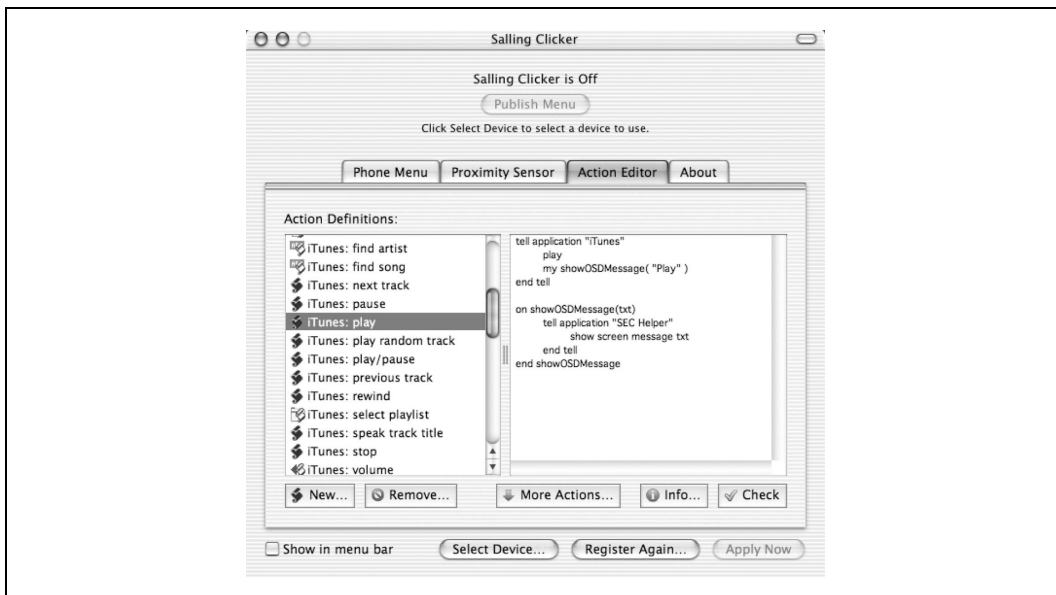 Salling Clicker
Salling Clicker is Off
Publish Menu
Click Select Device to select a device to use.
Phone Menu
Proximity Sensor
Action Editor
About
Action Definitions:
iTunes: find artist
iTunes: find song
iTunes: next track
iTunes: pause
iTunes: play
iTunes: play random track
iTunes: play/pause
iTunes: previous track
iTunes: rewind
iTunes: select playlist
iTunes: speak track title
iTunes: stop
iTunes: volume
tell application "iTunes"
play
my showOSDMessage( "Play" )
end tell
on showOSDMessage(txt)
tell application "SEC Helper"
show screen message txt
end tell
end showOSDMessage
New...
Remove...
More Actions...
Info...
Check
Show in menu bar
Select Device...
Register Again...
Apply Now